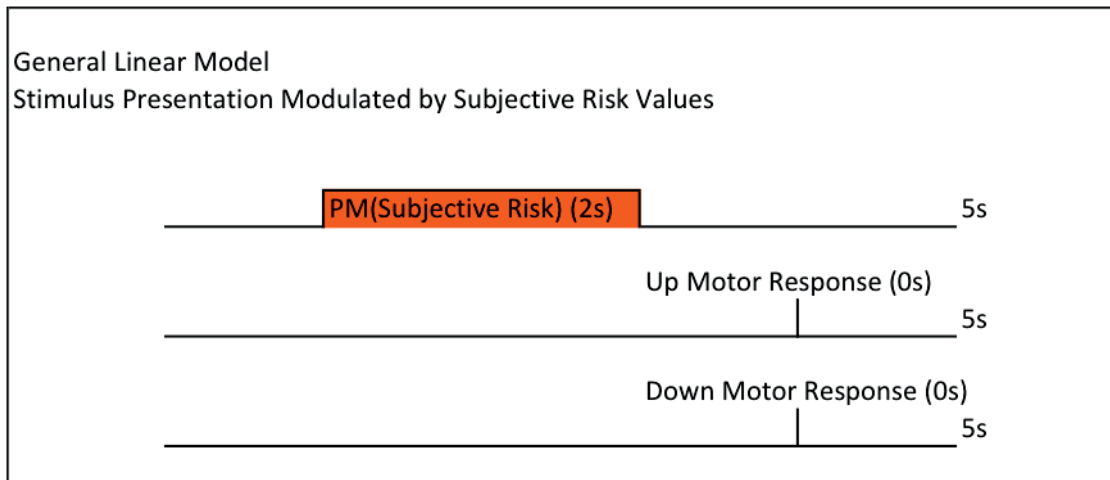 General Linear Model
Stimulus Presentation Modulated by Subjective Risk Values
PM(Subjective Risk) (2s)
5s
Up Motor Response (0s)
5s
Down Motor Response (0s)
5s